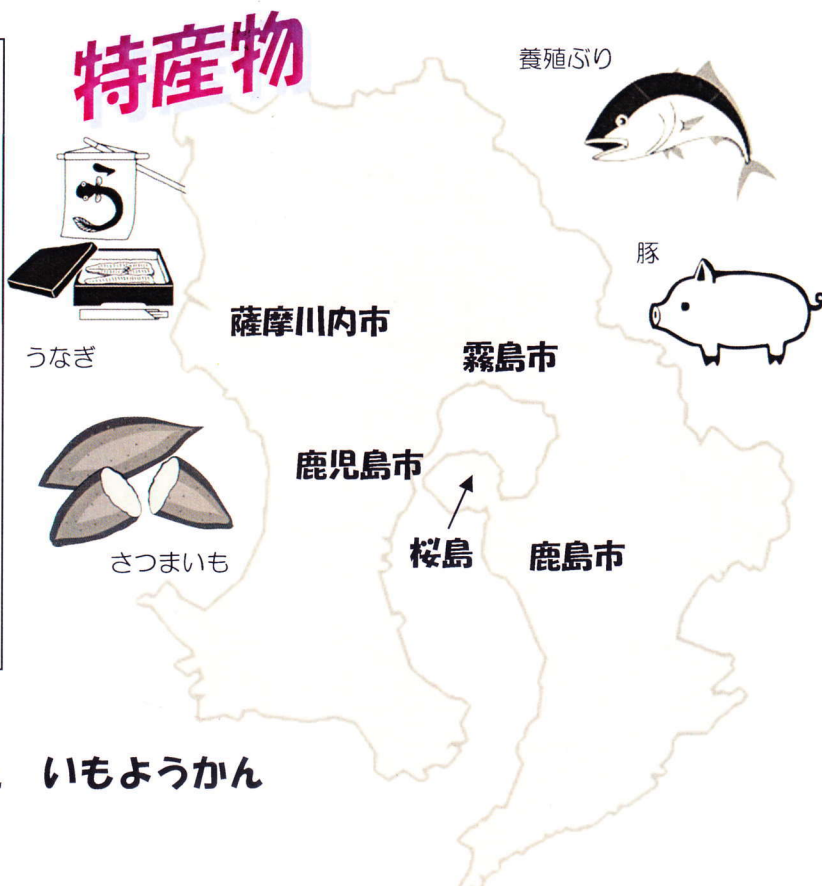 特産物
養殖ぶり
う
豚
薩摩川内市
うなぎ
霧島市
鹿児島市
さつまいも
桜島
鹿島市
いもようかん